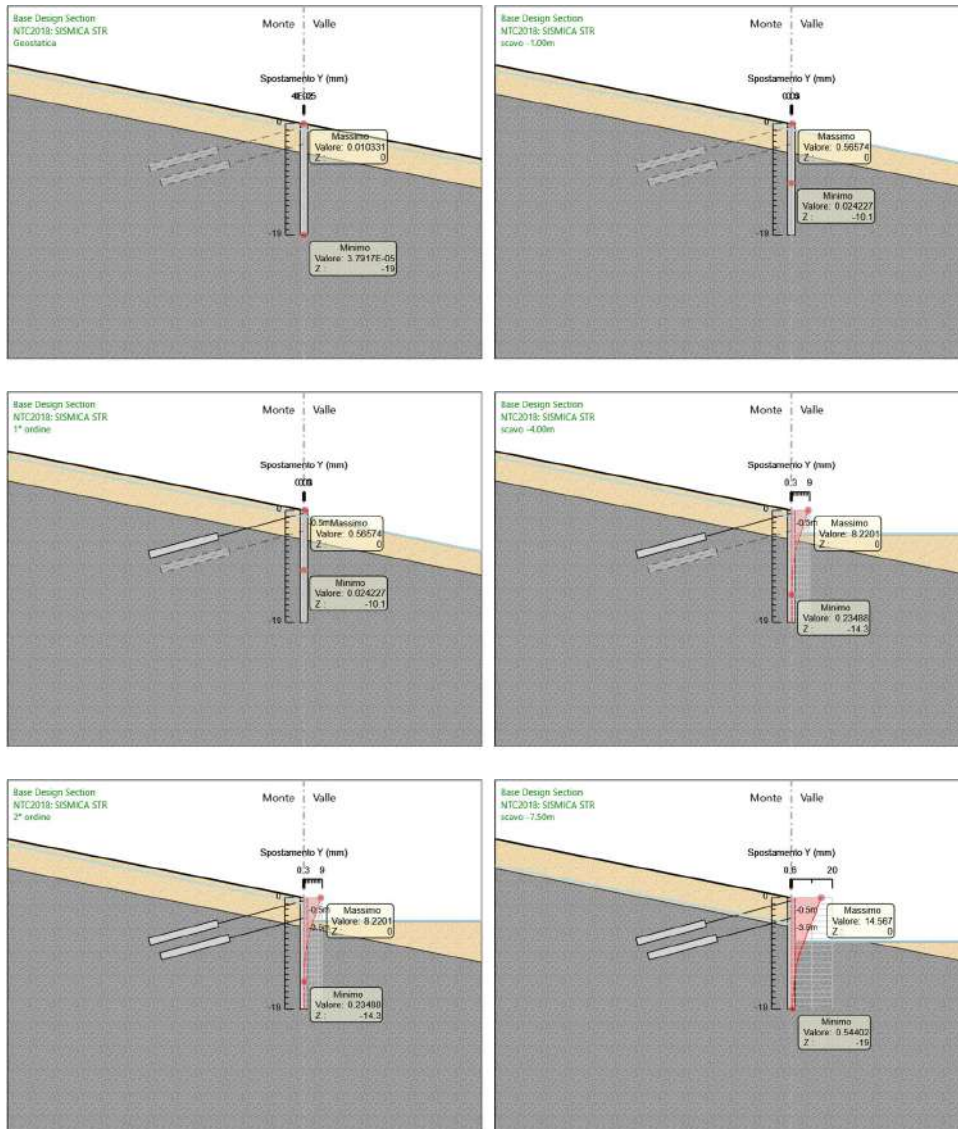 Base Design Section
NTC2018: SISMICA STR
Geostatica
Monte
Valle
Spostamento Y (mm)
0
Massimo
Valore: 0.010331
Z : 0
-19
Minimo
Valore: 3.7917E-05
Z : -19
Base Design Section
NTC2018: SISMICA STR
scavo -1.00m
Monte
Valle
Spostamento Y (mm)
0
Massimo
Valore: 0.56574
Z : 0
Minimo
Valore: 0.024227
Z : -10.1
-19
Base Design Section
NTC2018: SISMICA STR
1° ordine
Monte
Valle
Spostamento Y (mm)
0
-0.5m
Massimo
Valore: 0.56574
Z : 0
Minimo
Valore: 0.024227
Z : -10.1
-19
Base Design Section
NTC2018: SISMICA STR
scavo -4.00m
Monte
Valle
Spostamento Y (mm)
0.3 9
0
-0.5m
Massimo
Valore: 8.2201
Z : 0
Minimo
Valore: 0.23488
Z : -14.3
-19
Base Design Section
NTC2018: SISMICA STR
2° ordine
Monte
Valle
Spostamento Y (mm)
0.3 9
0
-0.5m
Massimo
Valore: 8.2201
Z : 0
-3.5m
Minimo
Valore: 0.23488
Z : -14.3
-19
Base Design Section
NTC2018: SISMICA STR
scavo -7.50m
Monte
Valle
Spostamento Y (mm)
20
0
-0.5m
Massimo
Valore: 14.567
Z : 0
-3.5m
-19
Minimo
Valore: 0.54402
Z : -19